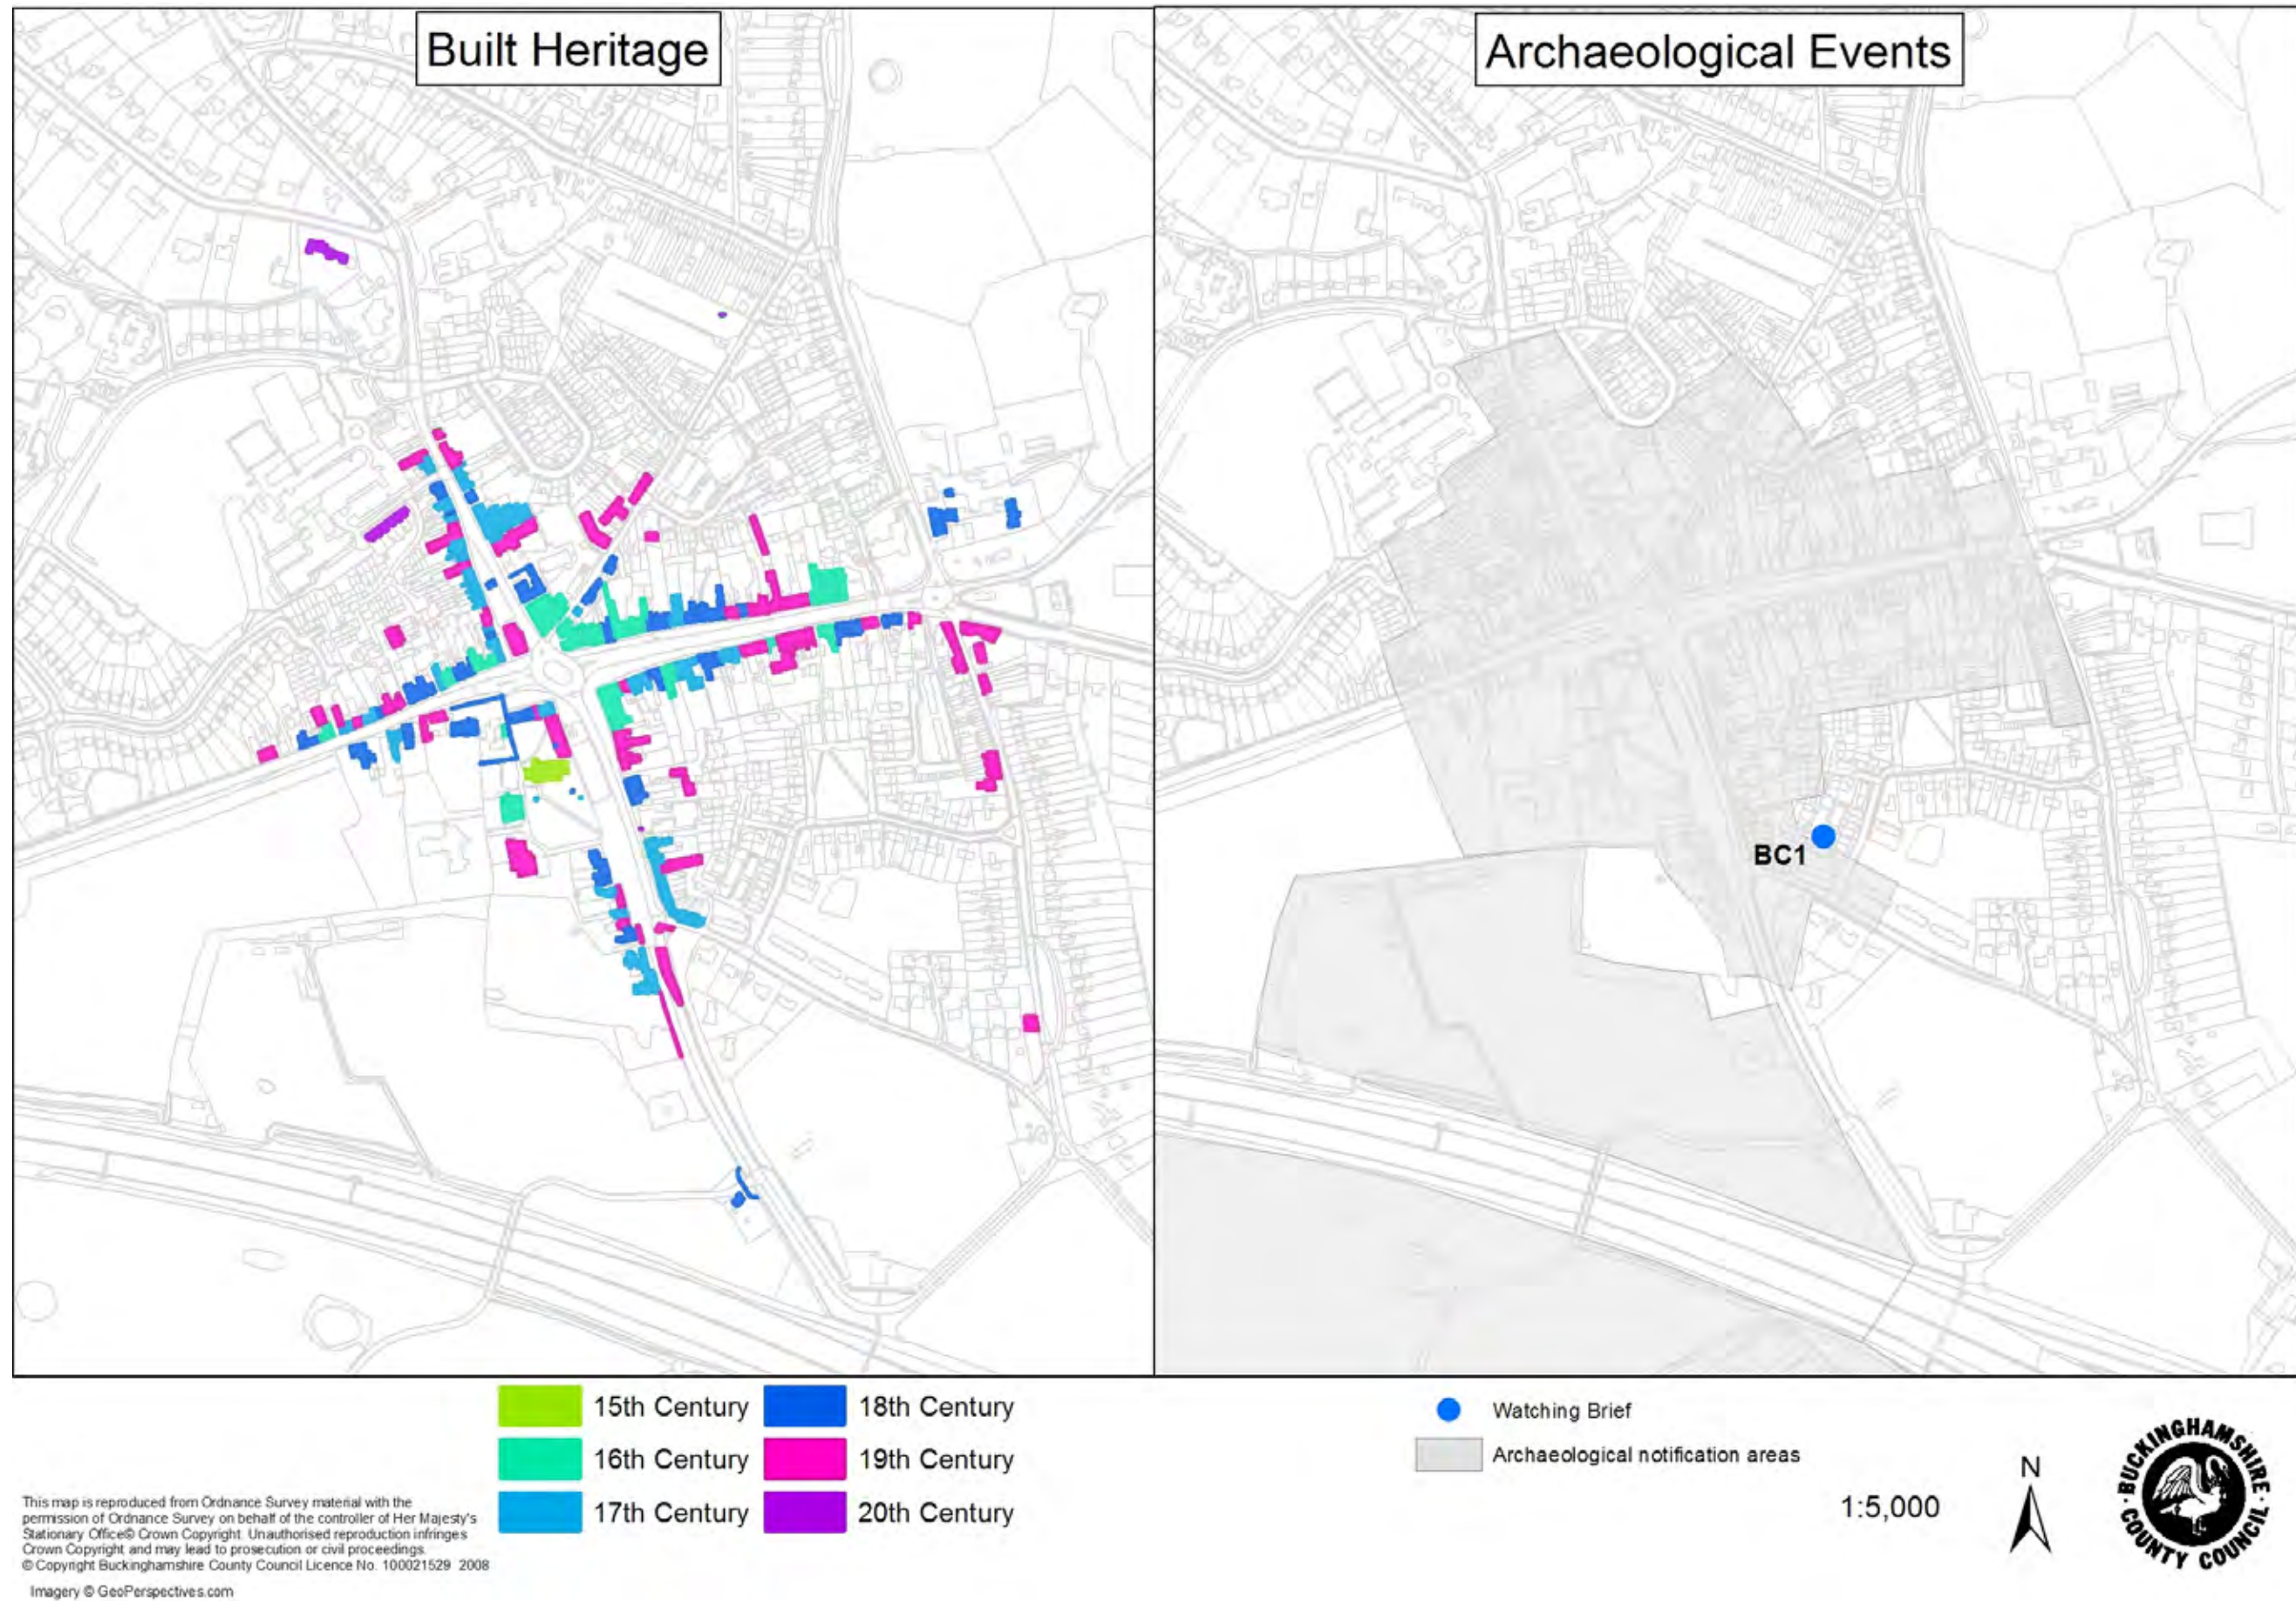 Built Heritage
Archaeological Events
BC1
15th Century
16th Century
17th Century
18th Century
19th Century
20th Century
Watching Brief
Archaeological notification areas
1:5,000
N
BUCKINGHAMSHIRE
COUNTY COUNCIL
This map is reproduced from Ordnance Survey material with the
permission of Ordnance Survey on behalf of the controller of Her Majesty's
Stationary Office© Crown Copyright. Unauthorised reproduction infringes
Crown Copyright and may lead to prosecution or civil proceedings.
© Copyright Buckinghamshire County Council Licence No. 100021529 2008
Imagery © GeoPerspectives.com